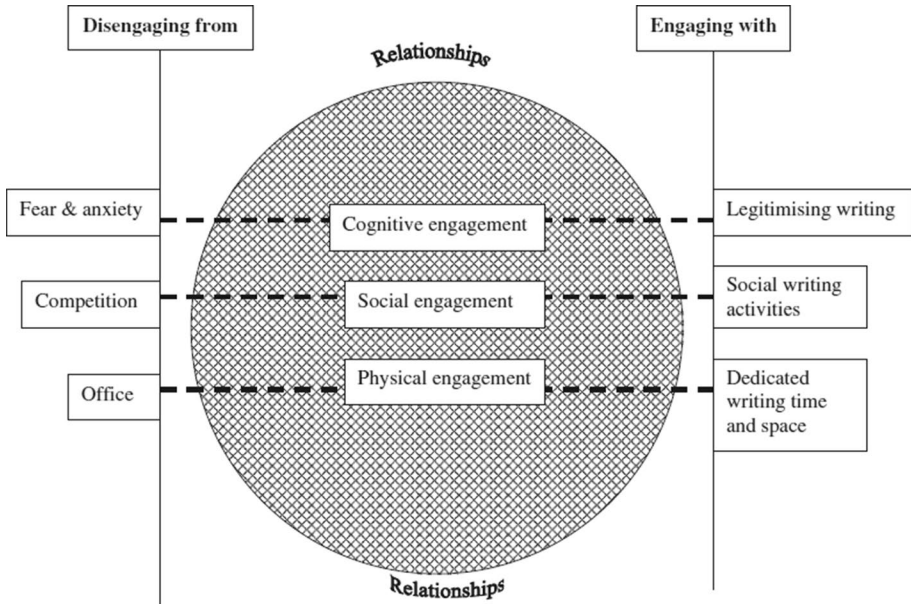 Disengaging from
Engaging with
Relationships
Fear & anxiety
Cognitive engagement
Legitimising writing
Competition
Social engagement
Social writing
activities
Office
Physical engagement
Dedicated
writing time
and space
Relationships